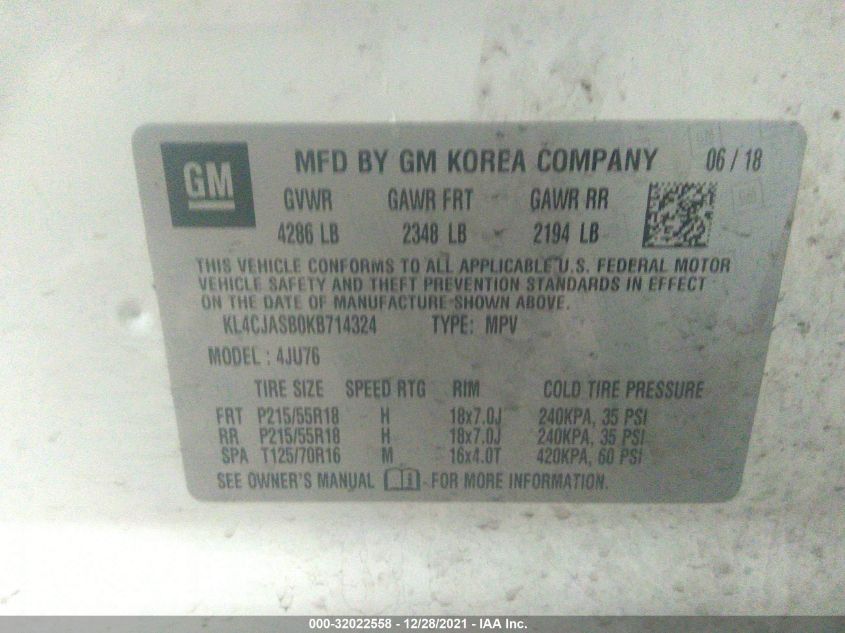 GM
MFD BY GM KOREA COMPANY 06 / 18
GVWR GAWR FRT GAWR RR
4286 LB 2348 LB 2194 LB
THIS VEHICLE CONFORMS TO ALL APPLICABLE U.S. FEDERAL MOTOR
VEHICLE SAFETY AND THEFT PREVENTION STANDARDS IN EFFECT
ON THE DATE OF MANUFACTURE SHOWN ABOVE.
KL4CJASB0KB714324 TYPE: MPV
MODEL : 4JU76
TIRE SIZE SPEED RTG RIM COLD TIRE PRESSURE
FRT P215/55R18 H 18x7.0J 240KPA, 35 PSI
RR P215/55R18 H 18x7.0J 240KPA, 35 PSI
SPA T125/70R16 M 16x4.0T 420KPA, 60 PSI
SEE OWNER'S MANUAL FOR MORE INFORMATION.
000-32022558 - 12/28/2021 - IAA Inc.